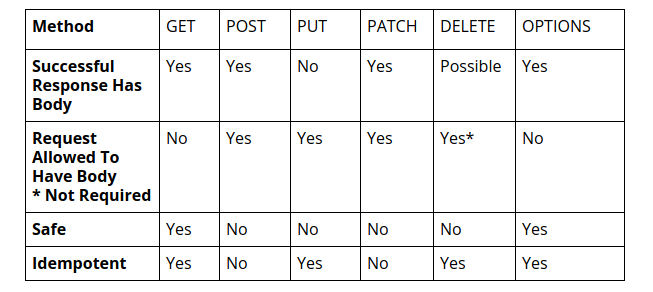 Method GET POST PUT PATCH DELETE OPTIONS
Successful Yes Yes No Yes Possible Yes
Response Has
Body
Request No Yes Yes Yes Yes* No
Allowed To
Have Body
* Not Required
Safe Yes No No No No Yes
Idempotent Yes No Yes No Yes Yes